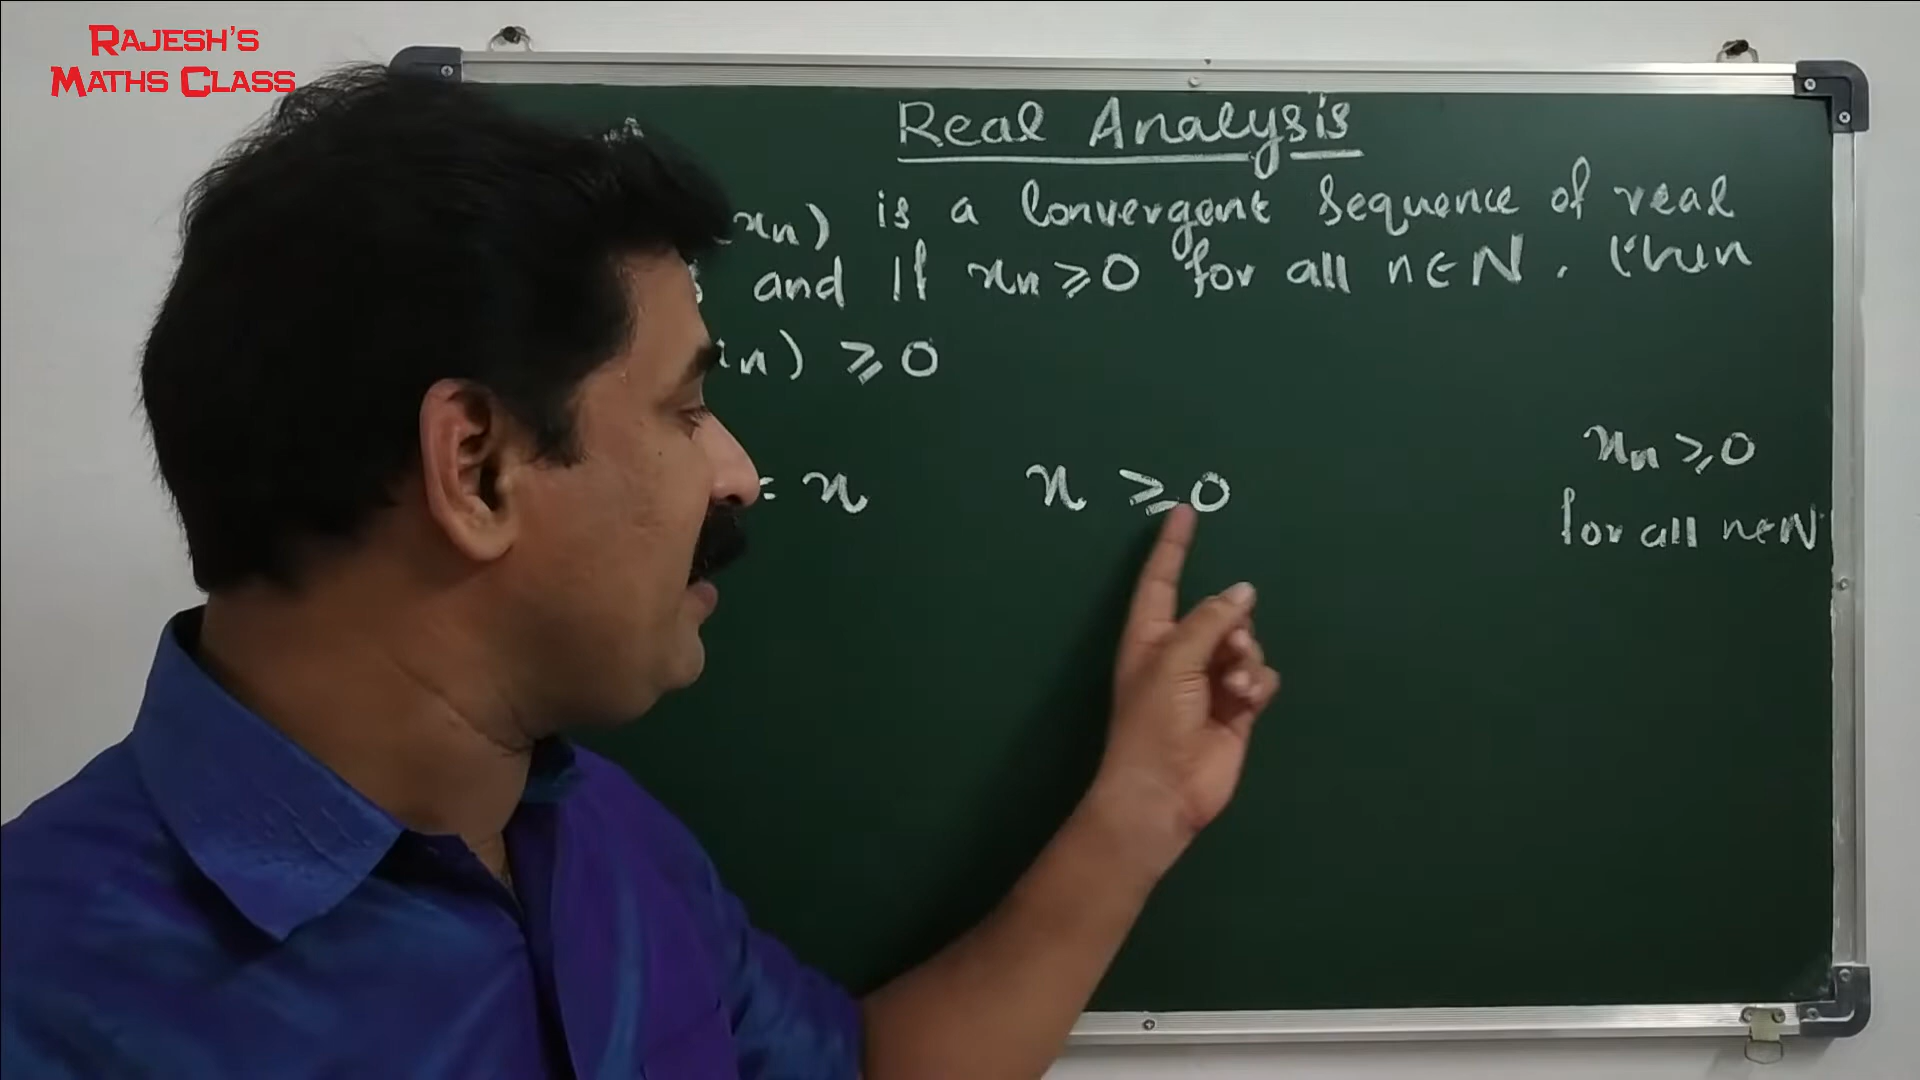 RAJESH'S
MATHS CLASS
Real Analysis
xn) is a Convergent Sequence of real
and If xn ≥ 0 for all n ∈ N. then
n) ≥ 0
= x x ≥ 0
xn ≥ 0
for all n ∈ N